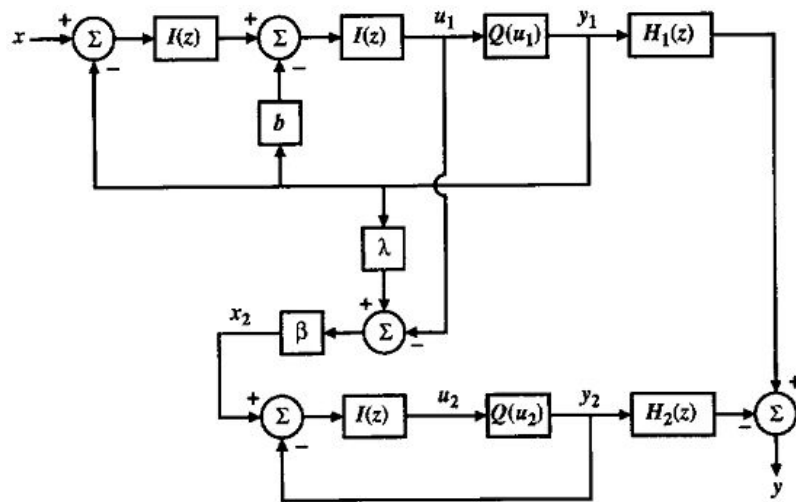 x + Σ − I(z) + Σ − I(z) u₁ Q(u₁) y₁ H₁(z)
b
λ
x₂ β + Σ −
+ Σ − I(z) u₂ Q(u₂) y₂ H₂(z) − Σ +
y